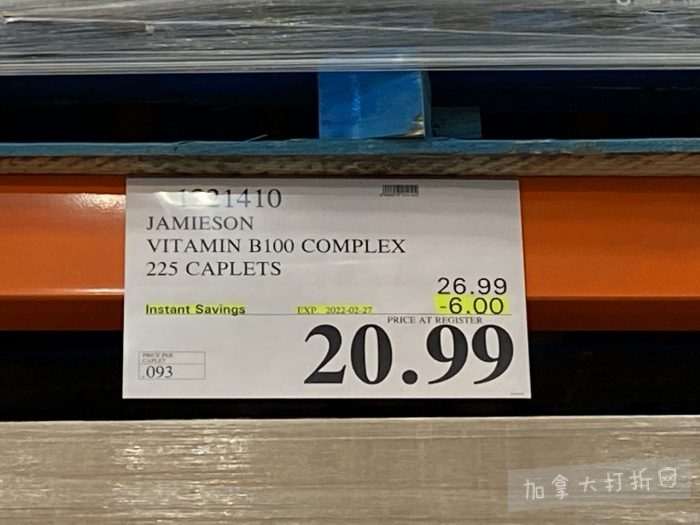 1221410
JAMIESON
VITAMIN B100 COMPLEX
225 CAPLETS
26.99
Instant Savings EXP 2022-02-27 -6.00
PRICE AT REGISTER
20.99
PRICE PER
CAPLET
.093
加拿大打折